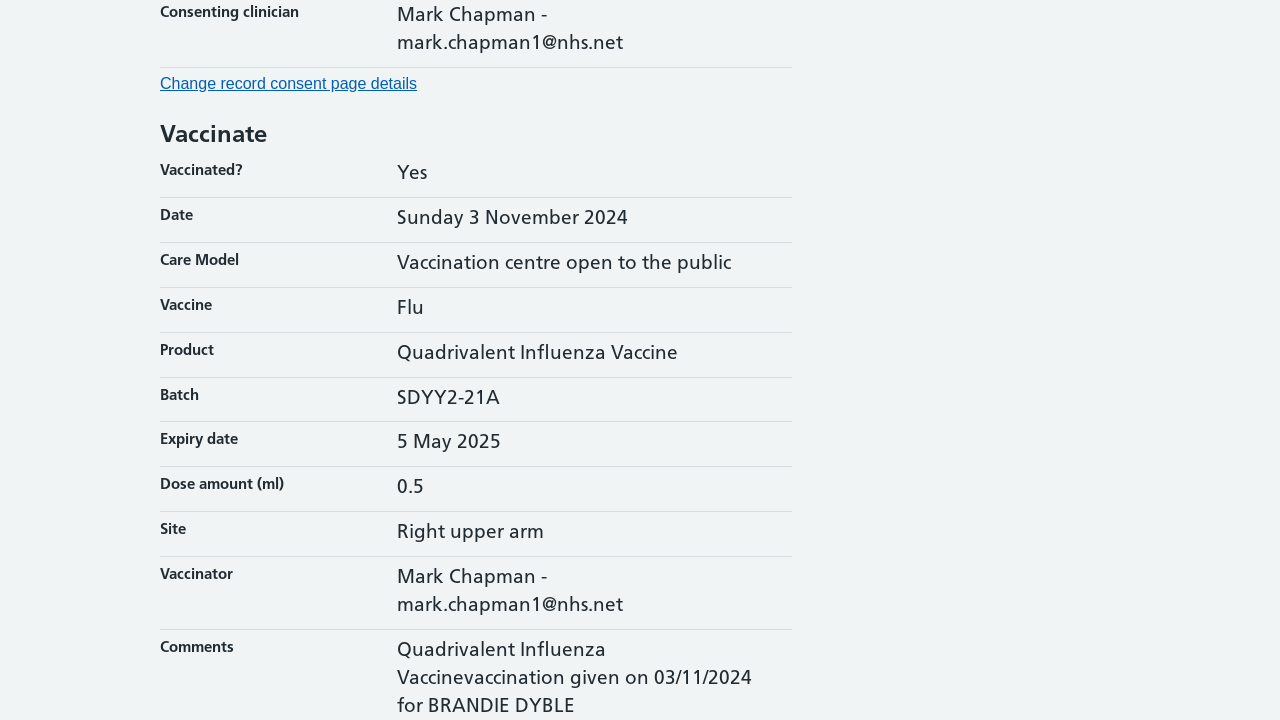 Consenting clinician
Mark Chapman -
mark.chapman1@nhs.net
Change record consent page details
Vaccinate
Vaccinated?
Yes
Date
Sunday 3 November 2024
Care Model
Vaccination centre open to the public
Vaccine
Flu
Product
Quadrivalent Influenza Vaccine
Batch
SDYY2-21A
Expiry date
5 May 2025
Dose amount (ml)
0.5
Site
Right upper arm
Vaccinator
Mark Chapman -
mark.chapman1@nhs.net
Comments
Quadrivalent Influenza
Vaccinevaccination given on 03/11/2024
for BRANDIE DYBLE